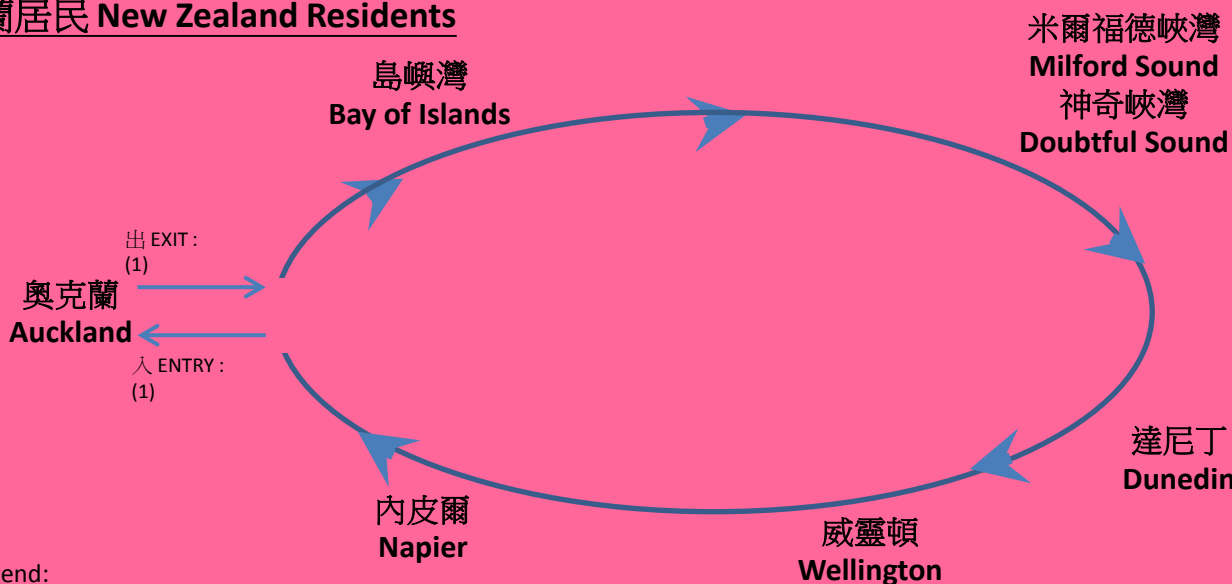 蘭居民 New Zealand Residents
島嶼灣
Bay of Islands
米爾福德峽灣
Milford Sound
神奇峽灣
Doubtful Sound
出 EXIT :
(1)
奧克蘭
Auckland
入 ENTRY :
(1)
達尼丁
Dunedin
內皮爾
Napier
威靈頓
Wellington
end: